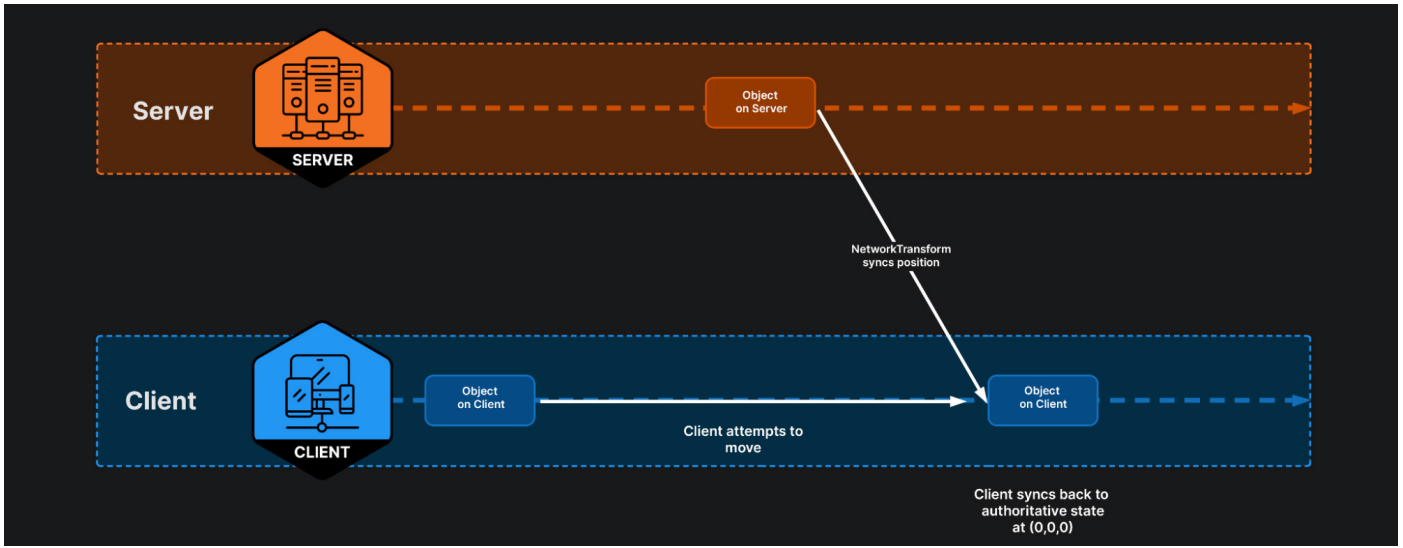 Server
SERVER
Object
on Server
NetworkTransform
syncs position
Client
CLIENT
Object
on Client
Client attempts to
move
Object
on Client
Client syncs back to
authoritative state
at (0,0,0)